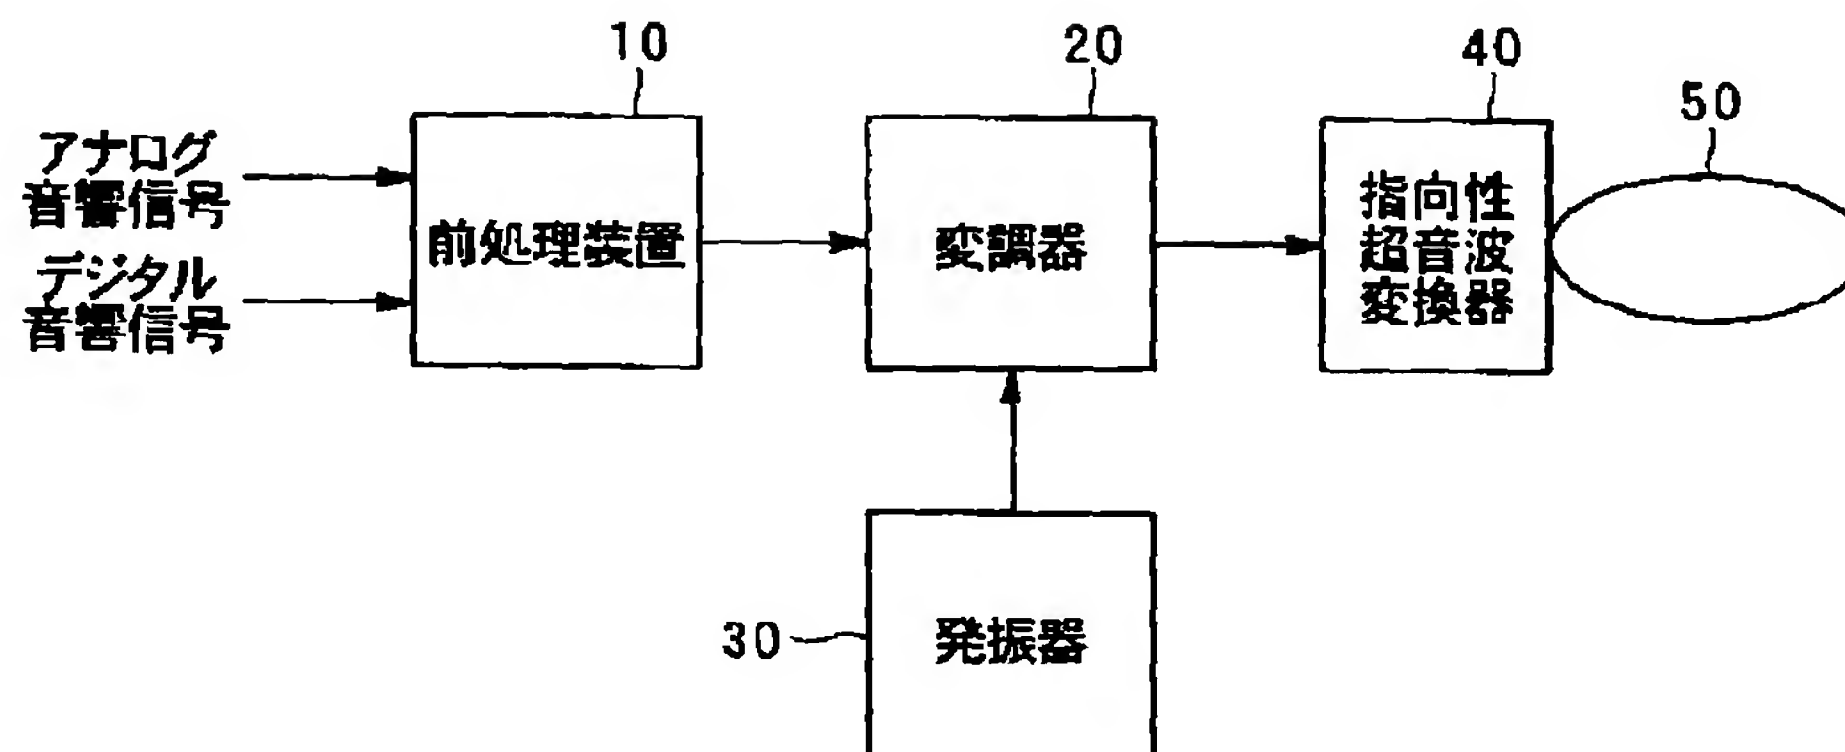 10
20
40
50
アナログ
音響信号
デジタル
音響信号
前処理装置
変調器
指向性
超音波
変換器
30
発振器